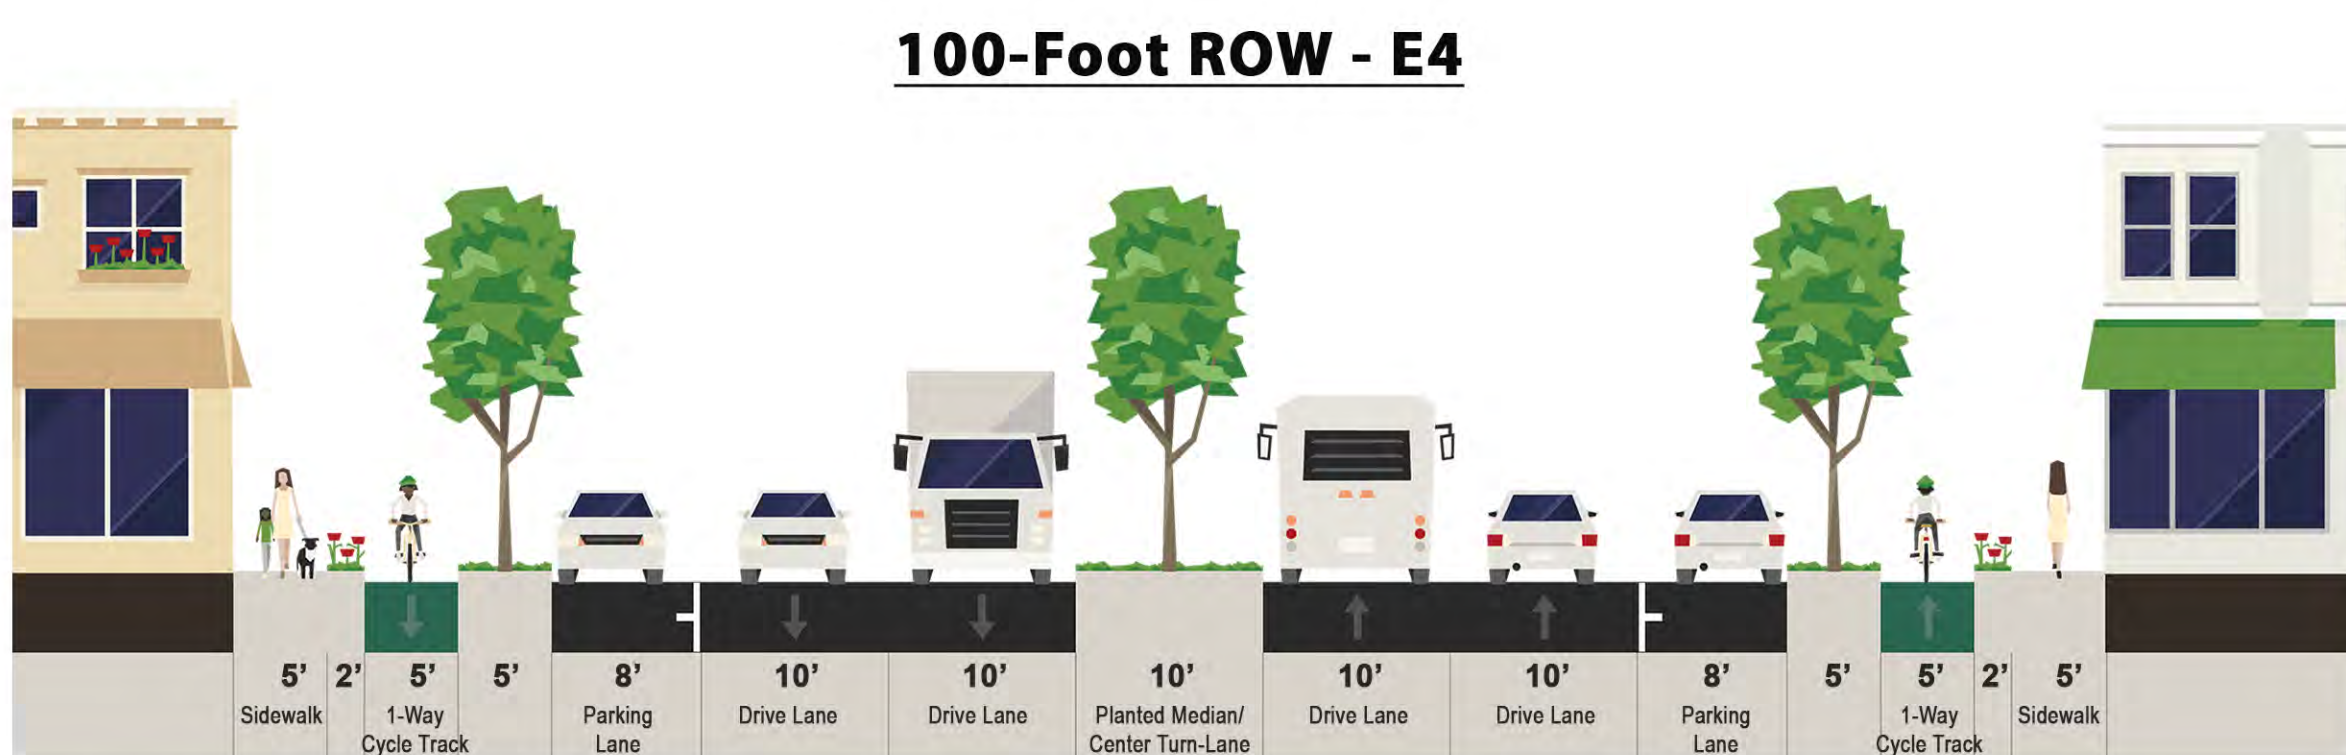 100-Foot ROW - E4
5’ 2’ 5’ 5’ 8’ 10’ 10’ 10’ 10’ 10’ 8’ 5’ 5’ 2’ 5’
Sidewalk 1-Way Parking Drive Lane Drive Lane Planted Median/ Drive Lane Drive Lane Parking 1-Way Sidewalk
Cycle Track Lane Center Turn-Lane Lane Cycle Track